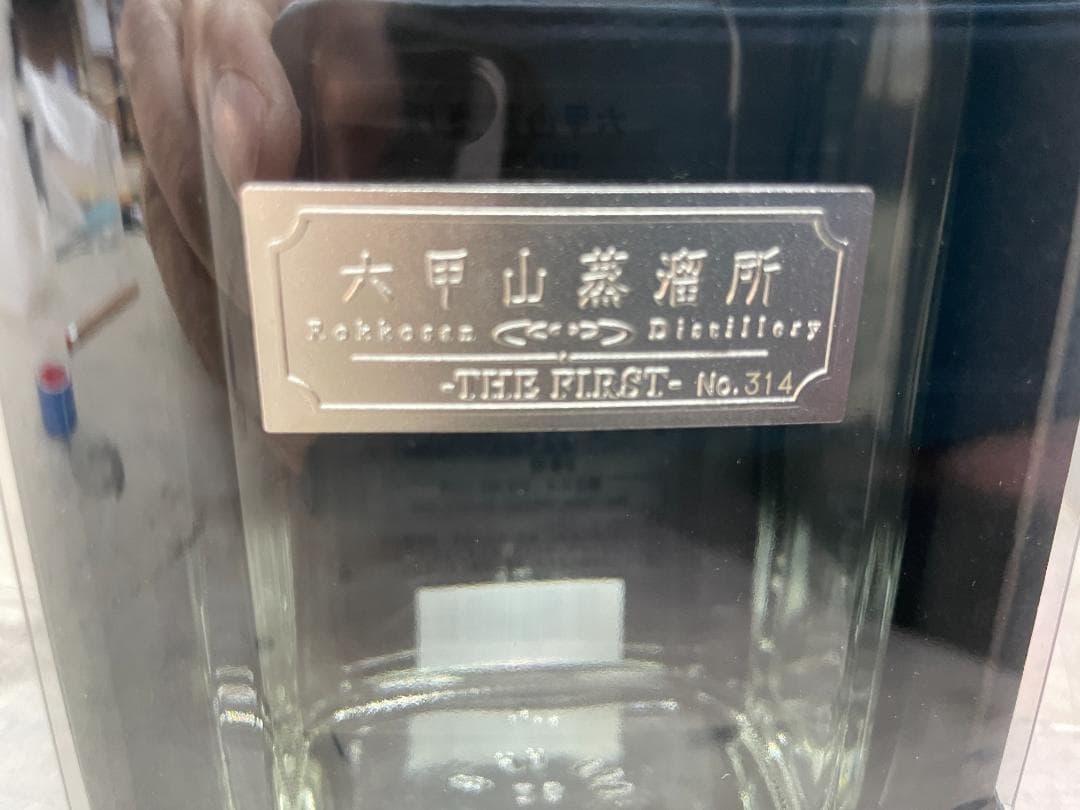 六甲山蒸溜所
Rokkosan Distillery
-THE FIRST- No.314